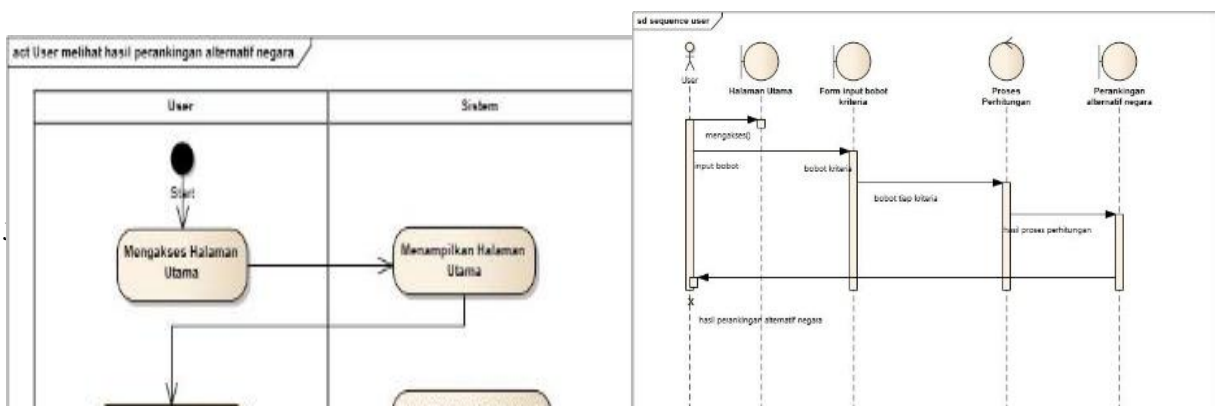 act User melihat hasil perankingan alternatif negara
User
Sistem
Start
Mengakses Halaman
Utama
Menampilkan Halaman
Utama
sd sequence user
User
Halaman Utama
Form input bobot
kriteria
Proses
Perhitungan
Perankingan
alternatif negara
mengakses()
input bobot
bobot kriteria
bobot tiap kriteria
hasil proses perhitungan
hasil perankingan alternatif negara